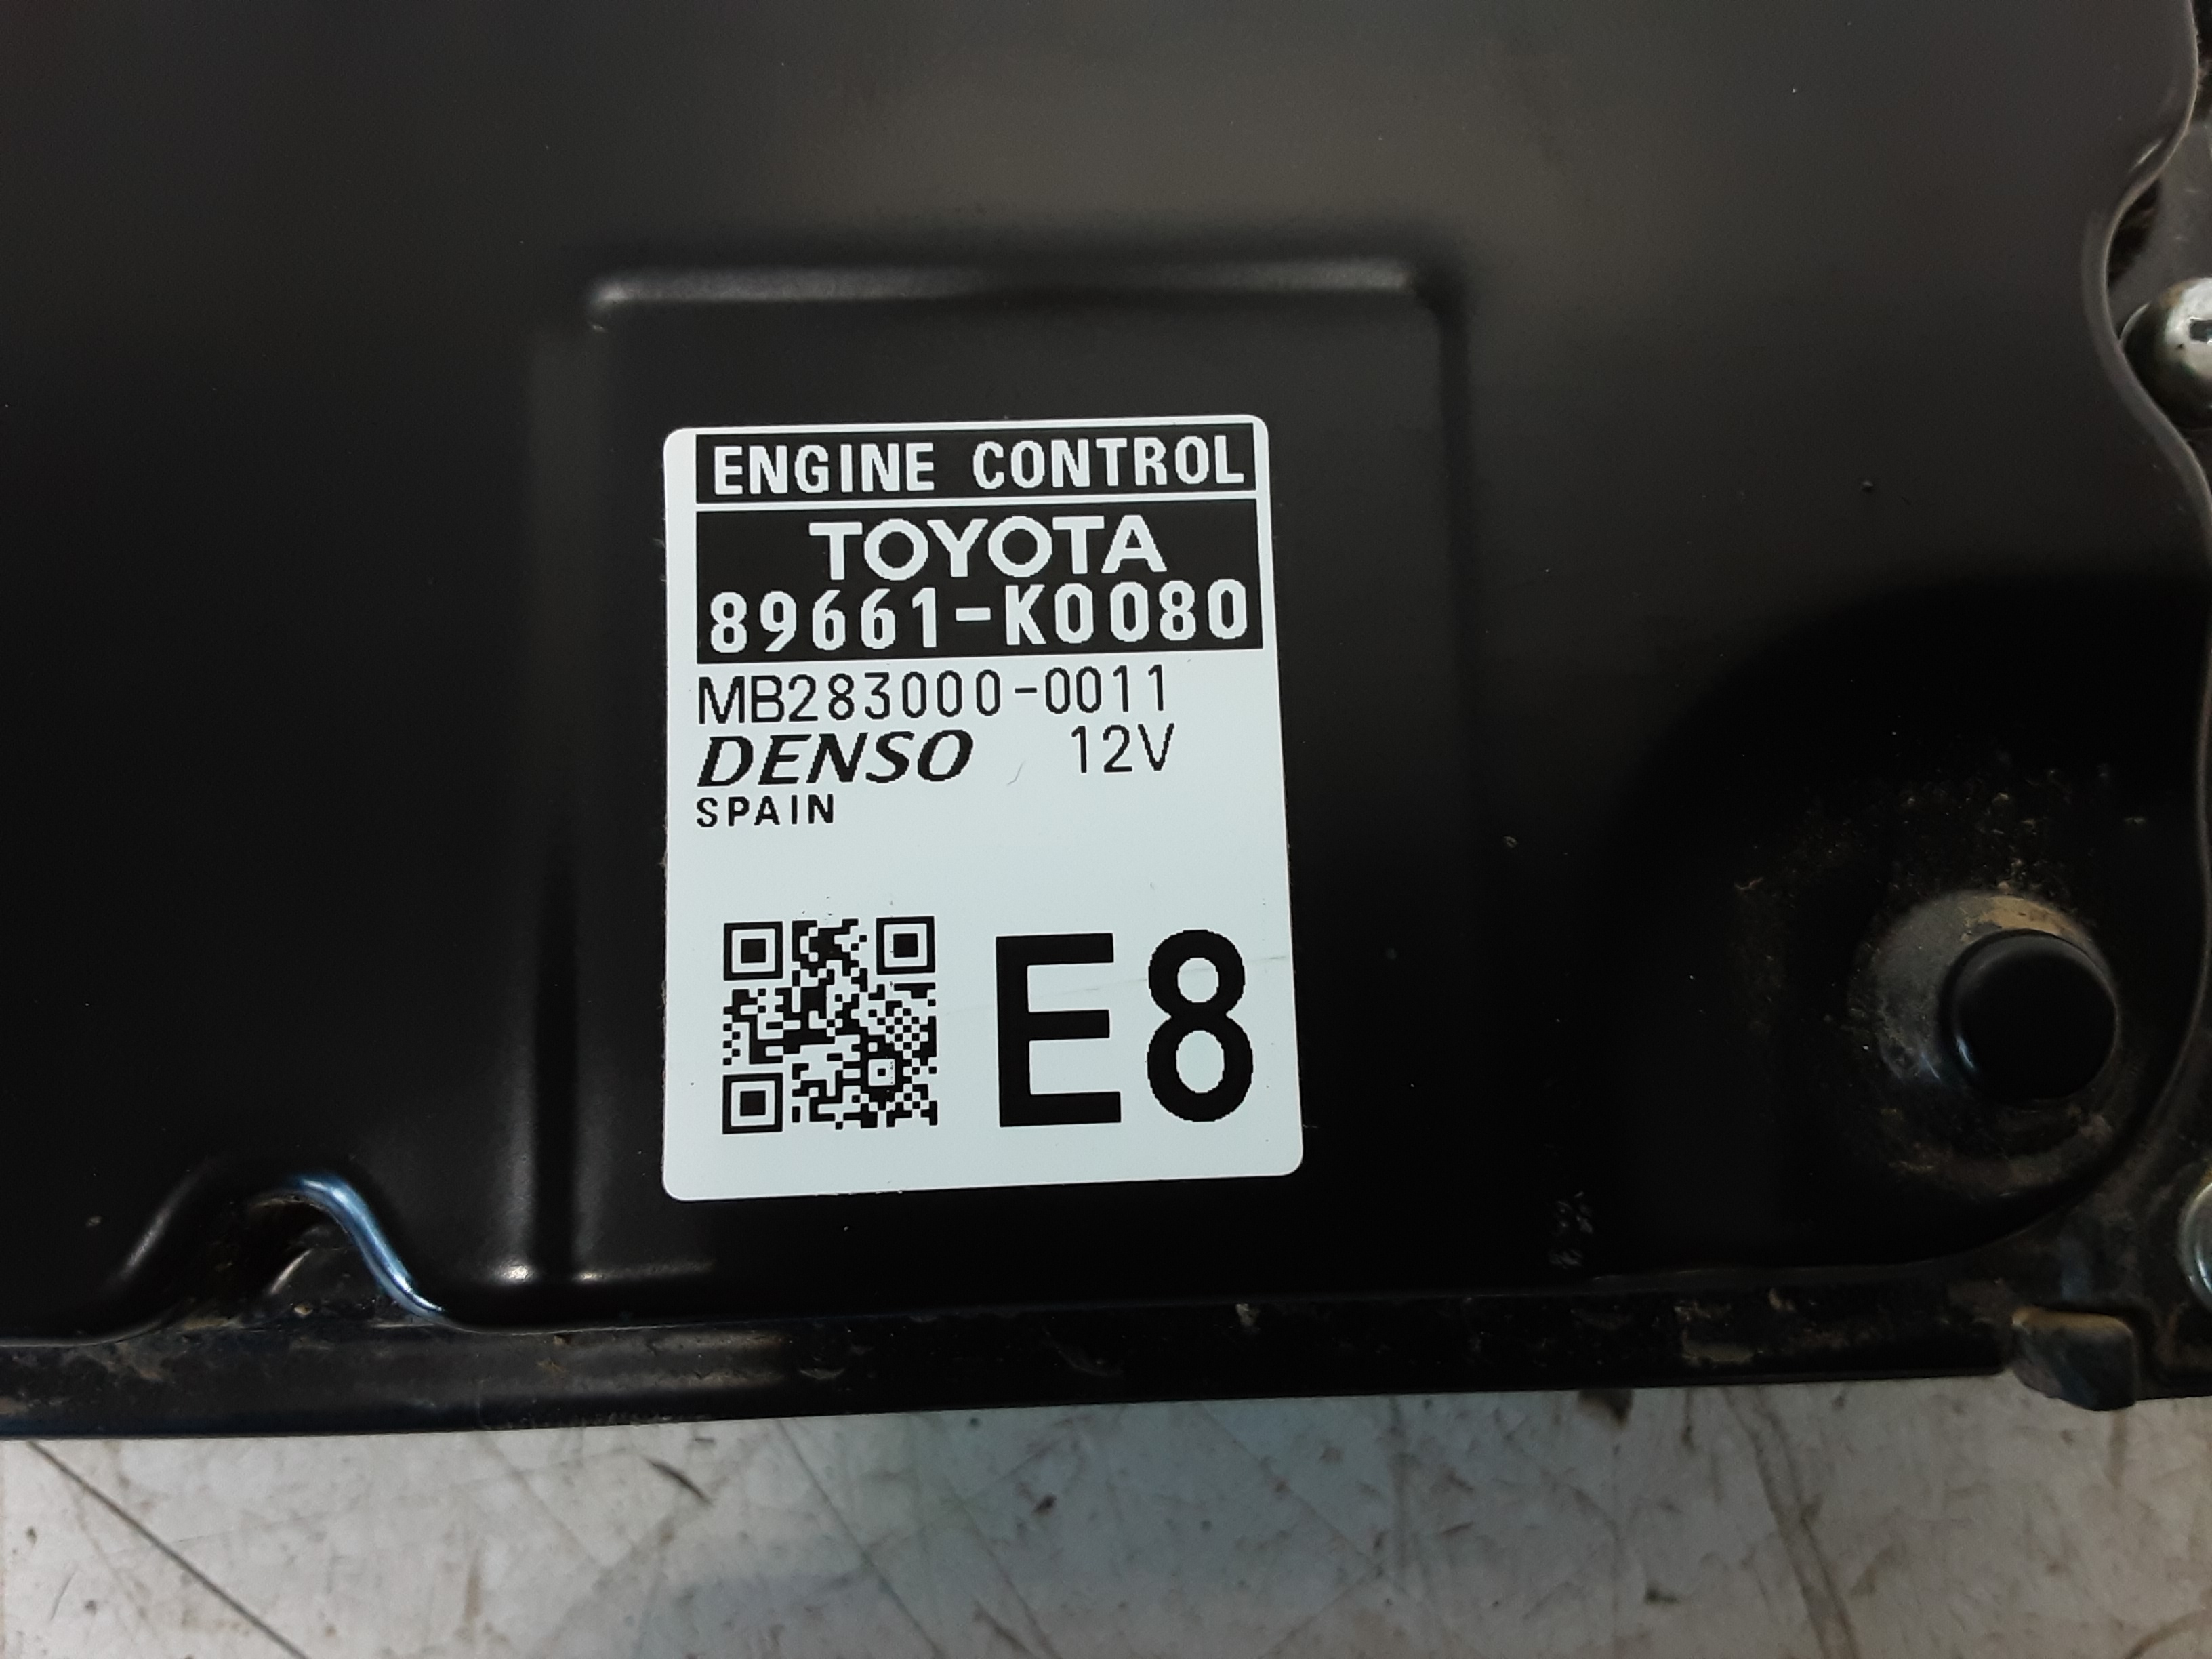 ENGINE CONTROL
TOYOTA
89661-K0080
MB283000-0011
DENSO 12V
SPAIN
E8